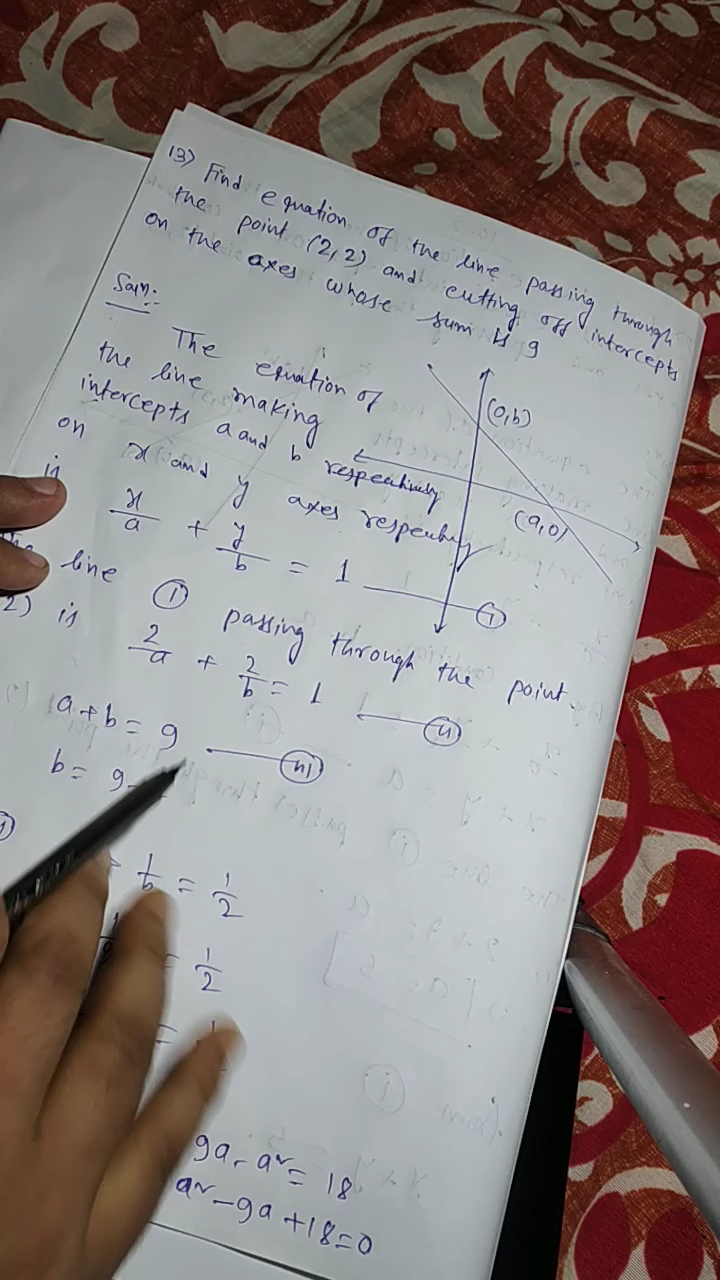 13) Find equation of the line passing through
the point (2,2) and cutting off intercepts
on the axes whose sum is 9
Soln:-
The equation of
the line making
intercepts a and b respectively
on x and y axes respectively
is
x/a + y/b = 1 (i)
(0,b)
(a,0)
line (i) passing through the point
2) is
2/a + 2/b = 1 (ii)
a+b = 9 (iii)
b = 9-
1/b = 1/2
= 1/2
=
9a - a² = 18
a² - 9a + 18 = 0